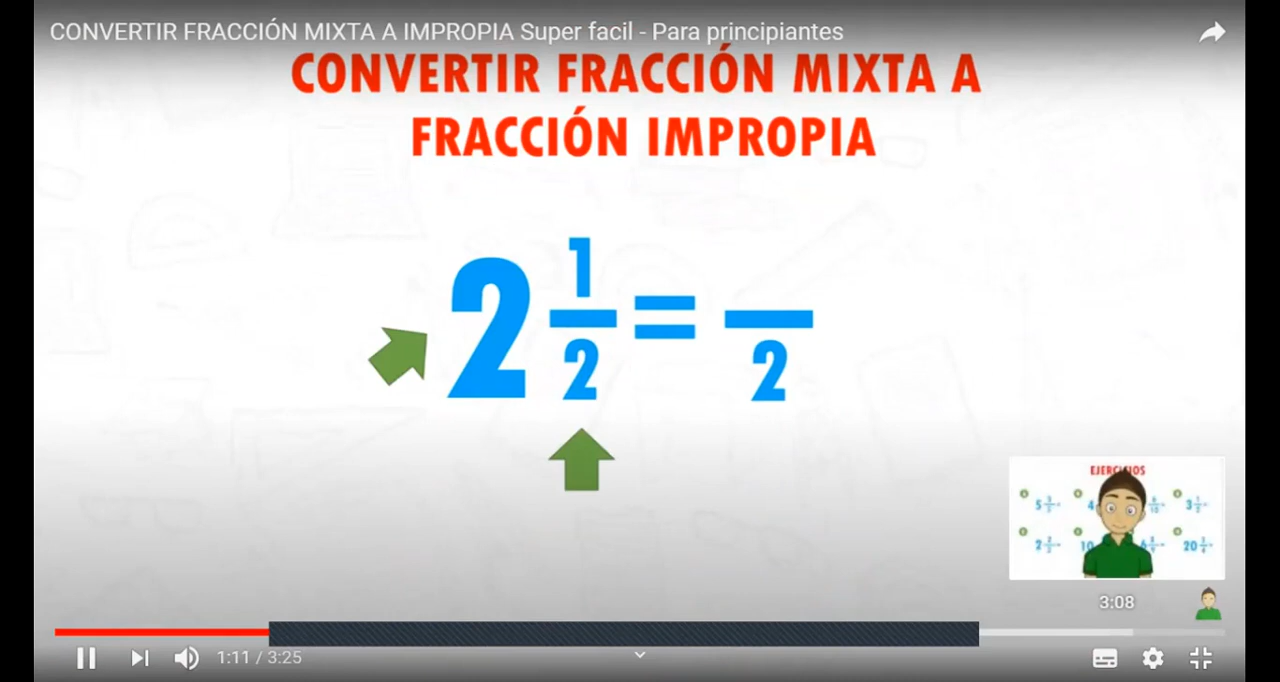 CONVERTIR FRACCIÓN MIXTA A IMPROPIA Super facil - Para principiantes
CONVERTIR FRACCIÓN MIXTA A
FRACCIÓN IMPROPIA
2 1/2 = /2
EJERCICIOS
3:08
1:11 / 3:25